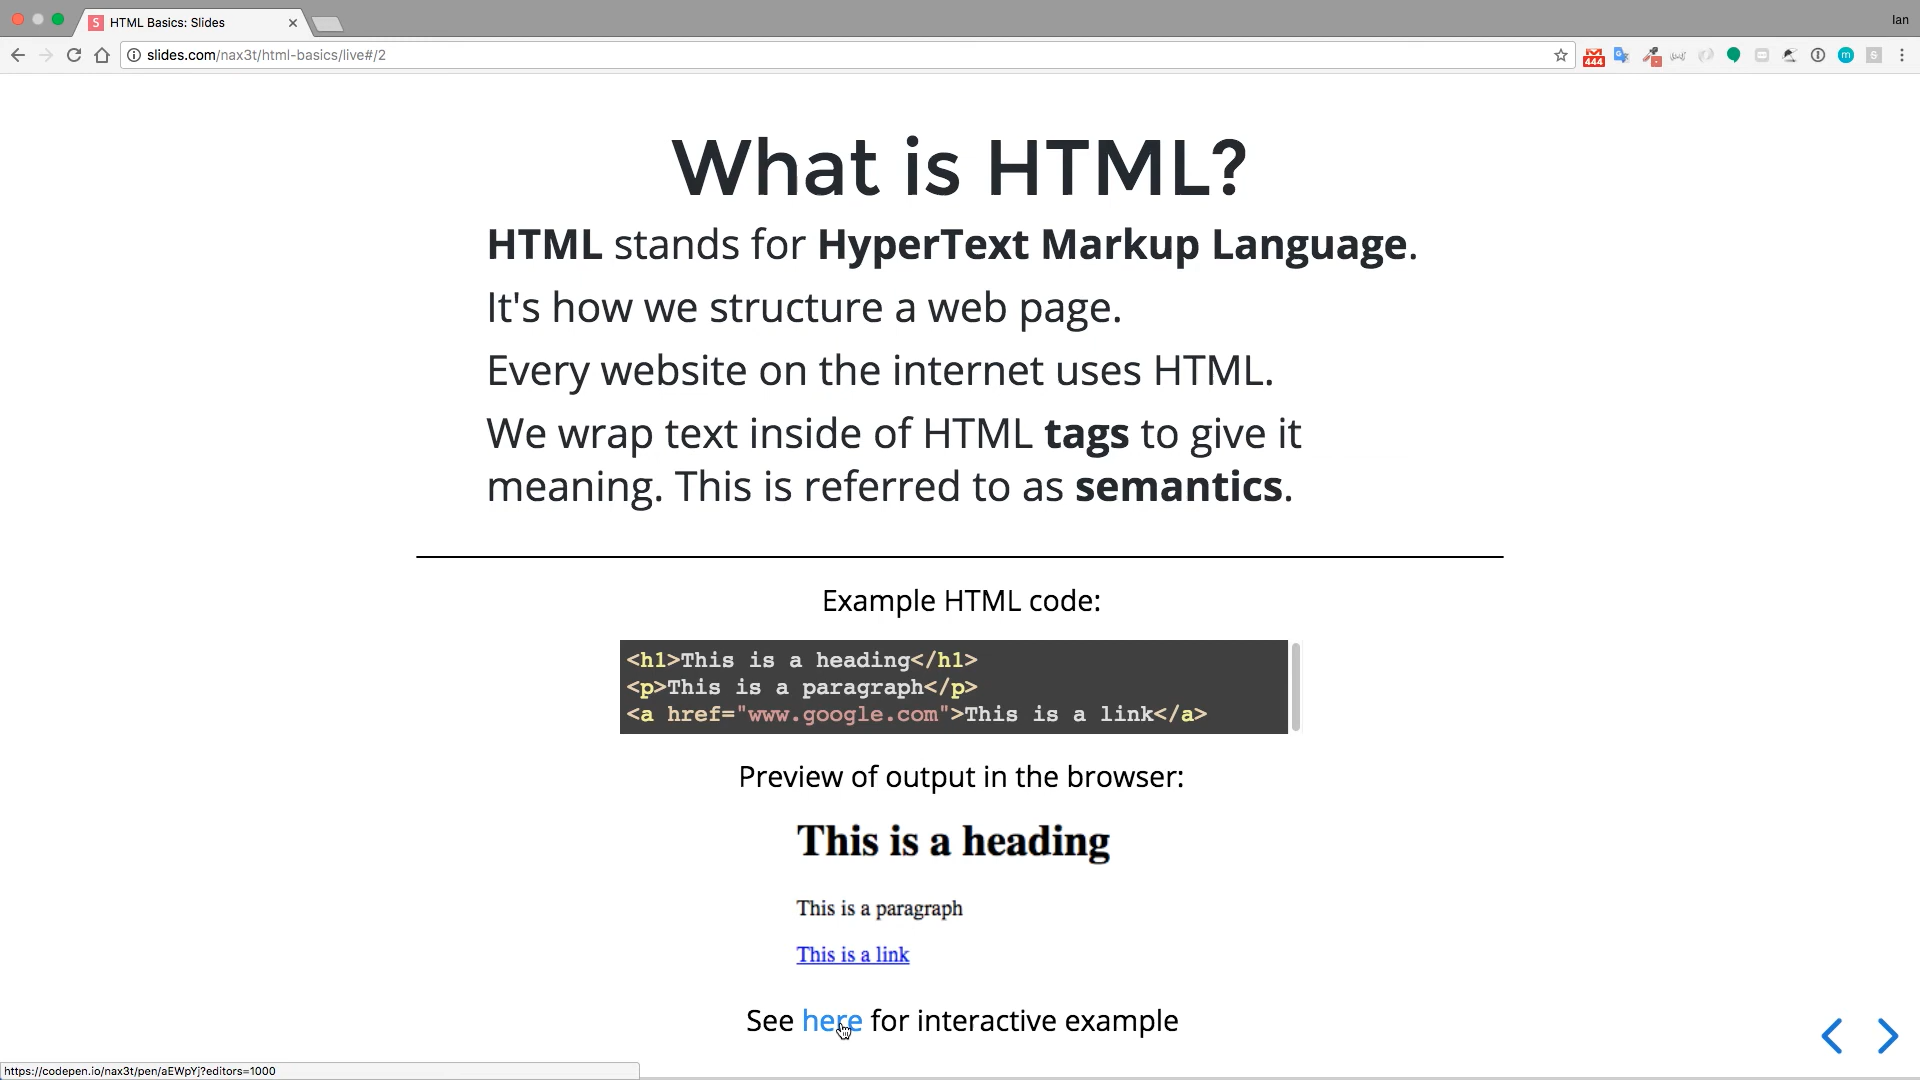 HTML Basics: Slides
Ian
slides.com/nax3t/html-basics/live#/2
444
What is HTML?
HTML stands for HyperText Markup Language.
It's how we structure a web page.
Every website on the internet uses HTML.
We wrap text inside of HTML tags to give it
meaning. This is referred to as semantics.
Example HTML code:
<h1>This is a heading</h1>
<p>This is a paragraph</p>
<a href="www.google.com">This is a link</a>
Preview of output in the browser:
This is a heading
This is a paragraph
This is a link
See here for interactive example
https://codepen.io/nax3t/pen/aEWpYj?editors=1000